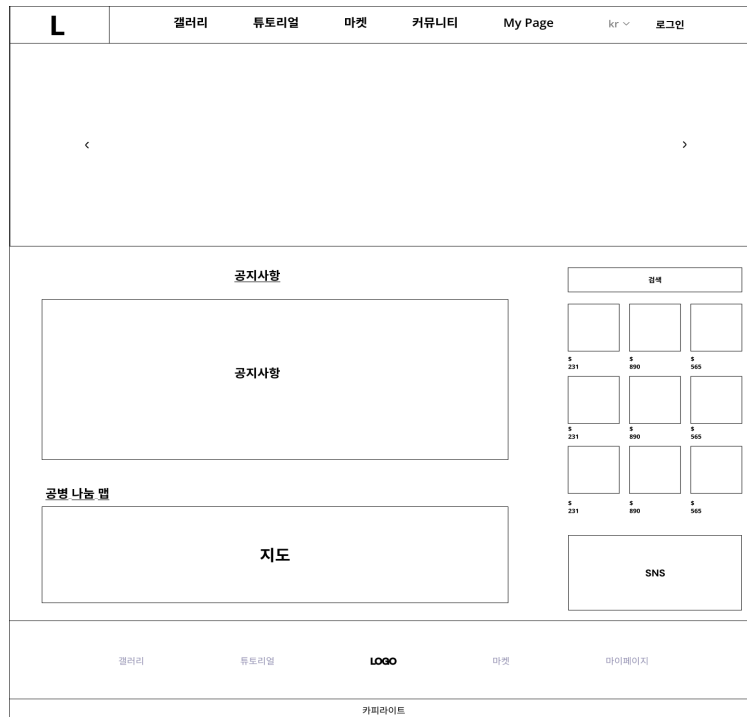 L
갤러리 튜토리얼 마켓 커뮤니티 My Page kr 로그인
공지사항
검색
공지사항
$ $ $
231 890 565
$ $ $
231 890 565
$ $ $
231 890 565
공병 나눔 맵
지도
SNS
갤러리 튜토리얼 LOGO 마켓 마이페이지
카피라이트